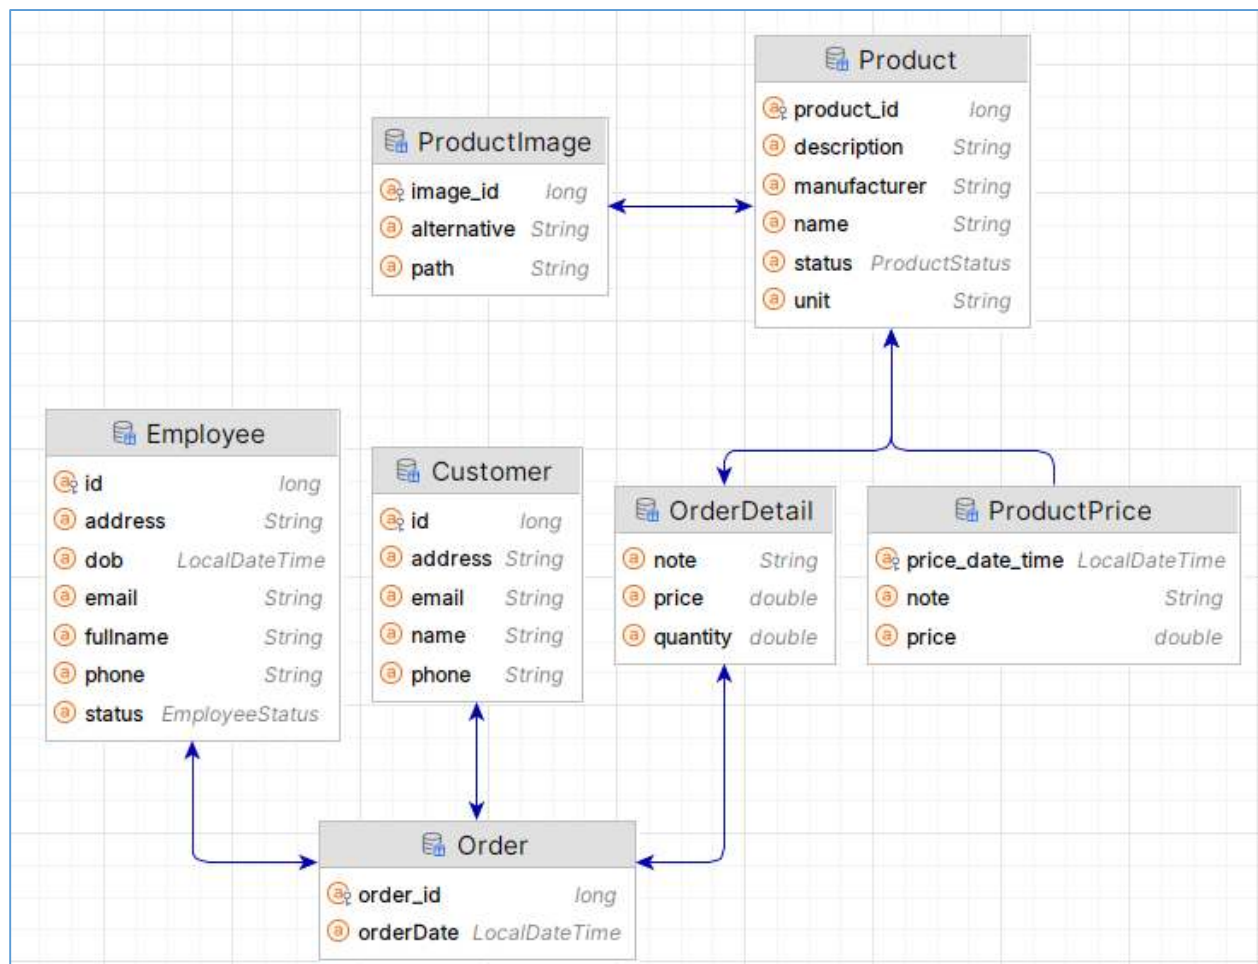 Product
product_id long
description String
manufacturer String
name String
status ProductStatus
unit String
ProductImage
image_id long
alternative String
path String
Employee
id long
address String
dob LocalDateTime
email String
fullname String
phone String
status EmployeeStatus
Customer
id long
address String
email String
name String
phone String
OrderDetail
note String
price double
quantity double
ProductPrice
price_date_time LocalDateTime
note String
price double
Order
order_id long
orderDate LocalDateTime